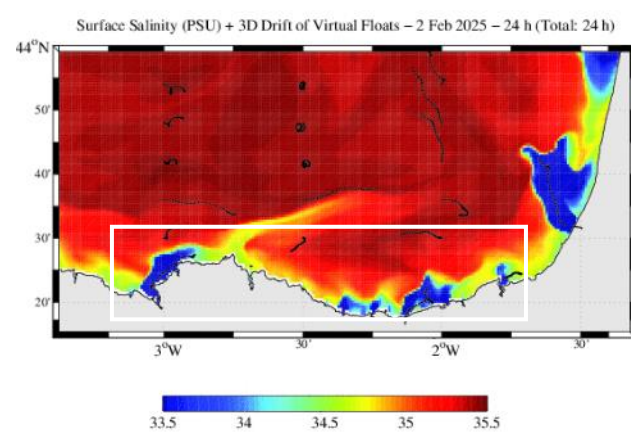 Surface Salinity (PSU) + 3D Drift of Virtual Floats − 2 Feb 2025 − 24 h (Total: 24 h)
44°N
50'
40'
30'
20'
3°W 30' 2°W 30'
33.5 34 34.5 35 35.5